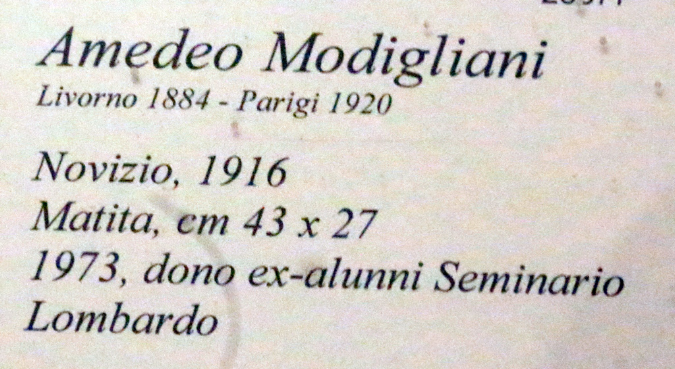 Amedeo Modigliani
Livorno 1884 - Parigi 1920
Novizio, 1916
Matita, cm 43 x 27
1973, dono ex-alunni Seminario
Lombardo